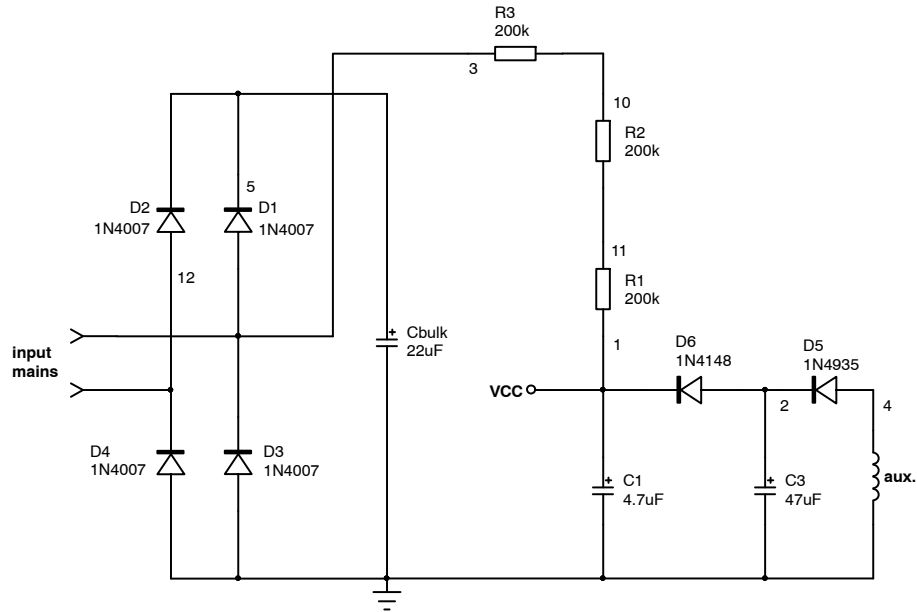 R3
200k
3
10
R2
200k
5
D2
1N4007
D1
1N4007
12
11
R1
200k
input
mains
Cbulk
22uF
1
D6
1N4148
D5
1N4935
VCC
2
4
D4
1N4007
D3
1N4007
C1
4.7uF
C3
47uF
aux.
+
+
+